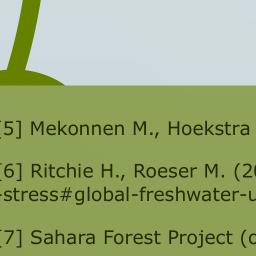 [5] Mekonnen M., Hoekstra
[6] Ritchie H., Roeser M. (20
-stress#global-freshwater-u
[7] Sahara Forest Project (